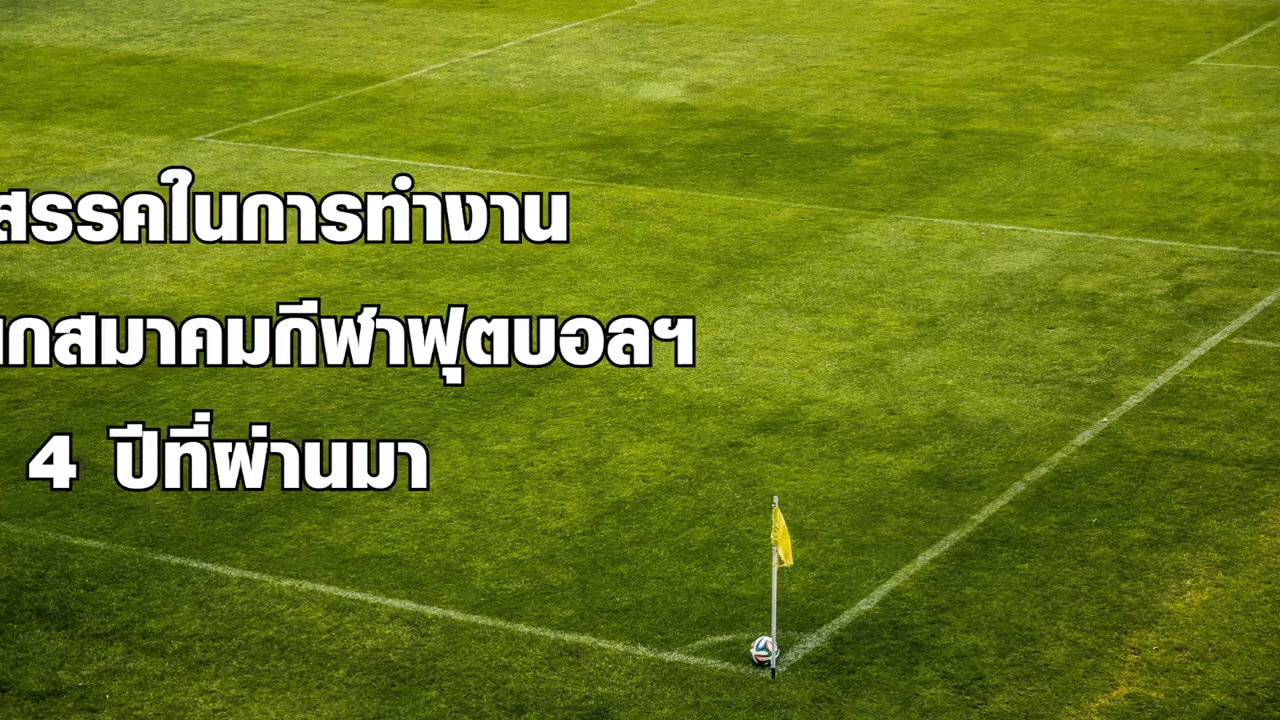 สรรคในการทำงาน
กสมาคมกีฬาฟุตบอลฯ
4 ปีที่ผ่านมา